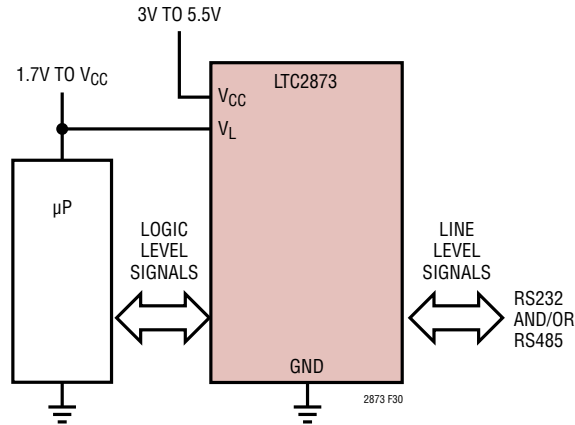 3V TO 5.5V
1.7V TO VCC
LTC2873
VCC
VL
µP
LOGIC
LEVEL
SIGNALS
LINE
LEVEL
SIGNALS
RS232
AND/OR
RS485
GND
2873 F30